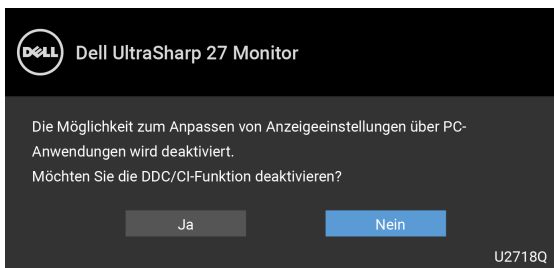 DELL Dell UltraSharp 27 Monitor
Die Möglichkeit zum Anpassen von Anzeigeeinstellungen über PC-
Anwendungen wird deaktiviert.
Möchten Sie die DDC/CI-Funktion deaktivieren?
Ja Nein
U2718Q